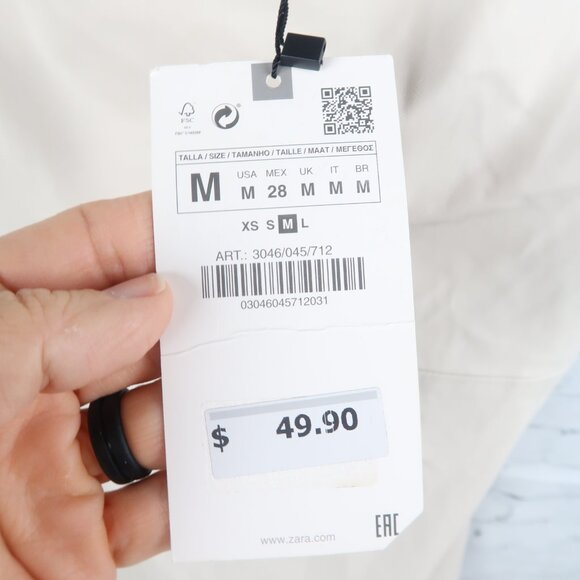 FSC
TALLA / SIZE / TAMANHO / TAILLE / MAAT / ΜΕΓΕΘΟΣ
M
USA MEX UK IT BR
M 28 M M M
XS S M L
ART.: 3046/045/712
03046045712031
$ 49.90
www.zara.com
EAC